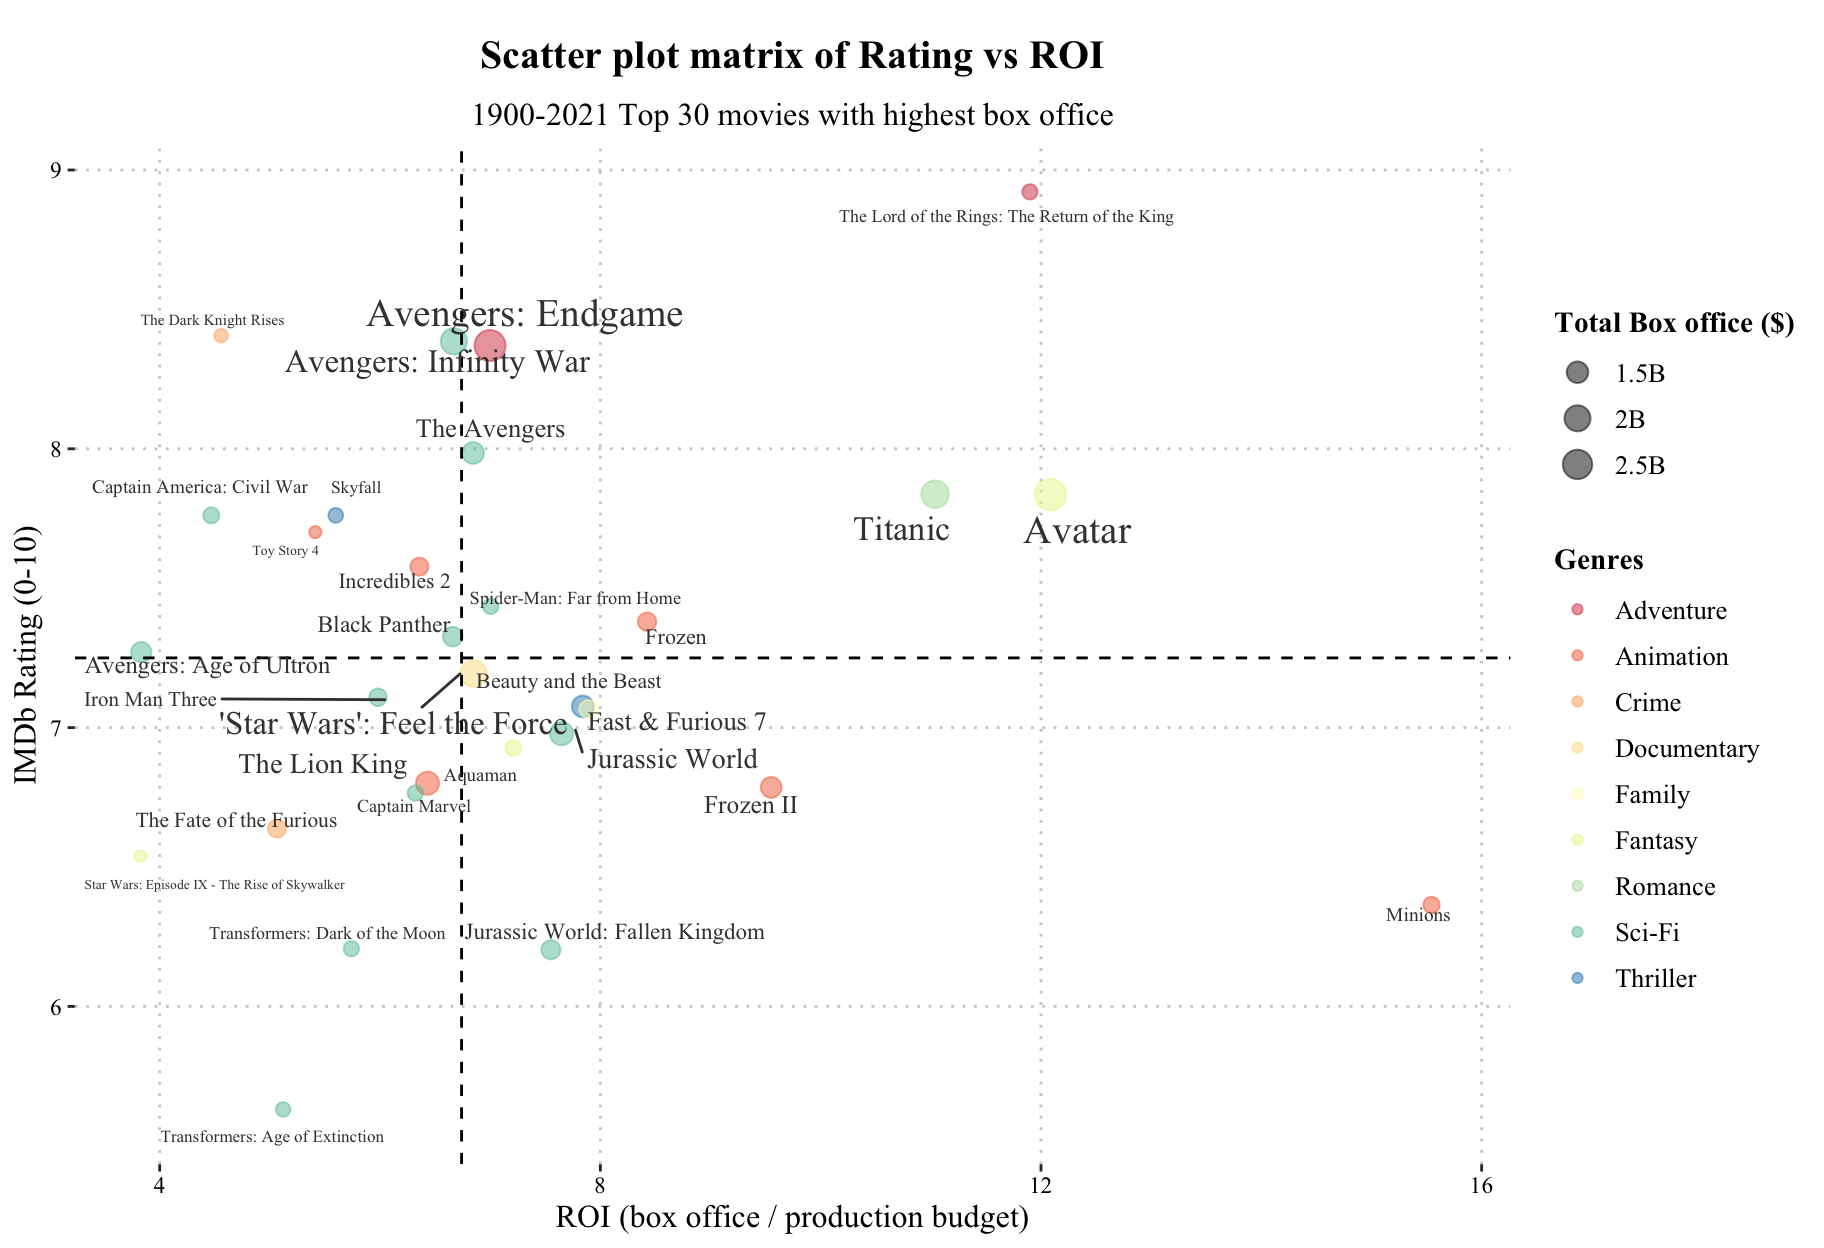 Scatter plot matrix of Rating vs ROI
1900-2021 Top 30 movies with highest box office
IMDb Rating (0-10)
9
8
7
6
The Lord of the Rings: The Return of the King
The Dark Knight Rises
Avengers: Endgame
Avengers: Infinity War
The Avengers
Captain America: Civil War
Skyfall
Toy Story 4
Titanic
Avatar
Incredibles 2
Spider-Man: Far from Home
Black Panther
Frozen
Avengers: Age of Ultron
Beauty and the Beast
Iron Man Three
'Star Wars': Feel the Force
Fast & Furious 7
Jurassic World
The Lion King
Aquaman
Captain Marvel
Frozen II
The Fate of the Furious
Star Wars: Episode IX - The Rise of Skywalker
Minions
Transformers: Dark of the Moon
Jurassic World: Fallen Kingdom
Transformers: Age of Extinction
4
8
12
16
ROI (box office / production budget)
Total Box office ($)
1.5B
2B
2.5B
Genres
Adventure
Animation
Crime
Documentary
Family
Fantasy
Romance
Sci-Fi
Thriller